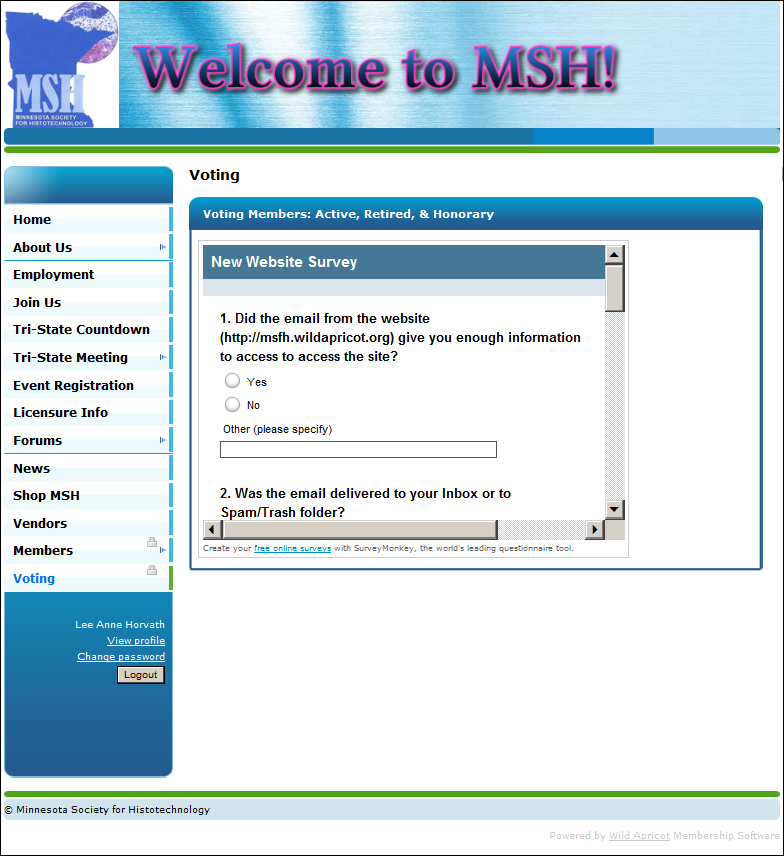 MSH
MINNESOTA SOCIETY
FOR HISTOTECHNOLOGY
Welcome to MSH!
Voting
Home
About Us
Employment
Join Us
Tri-State Countdown
Tri-State Meeting
Event Registration
Licensure Info
Forums
News
Shop MSH
Vendors
Members
Voting
Lee Anne Horvath
View profile
Change password
Logout
Voting Members: Active, Retired, & Honorary
New Website Survey
1. Did the email from the website
(http://msfh.wildapricot.org) give you enough information
to access to access the site?
Yes
No
Other (please specify)
2. Was the email delivered to your Inbox or to
Spam/Trash folder?
Create your free online surveys with SurveyMonkey, the world's leading questionnaire tool.
© Minnesota Society for Histotechnology
Powered by Wild Apricot Membership Software